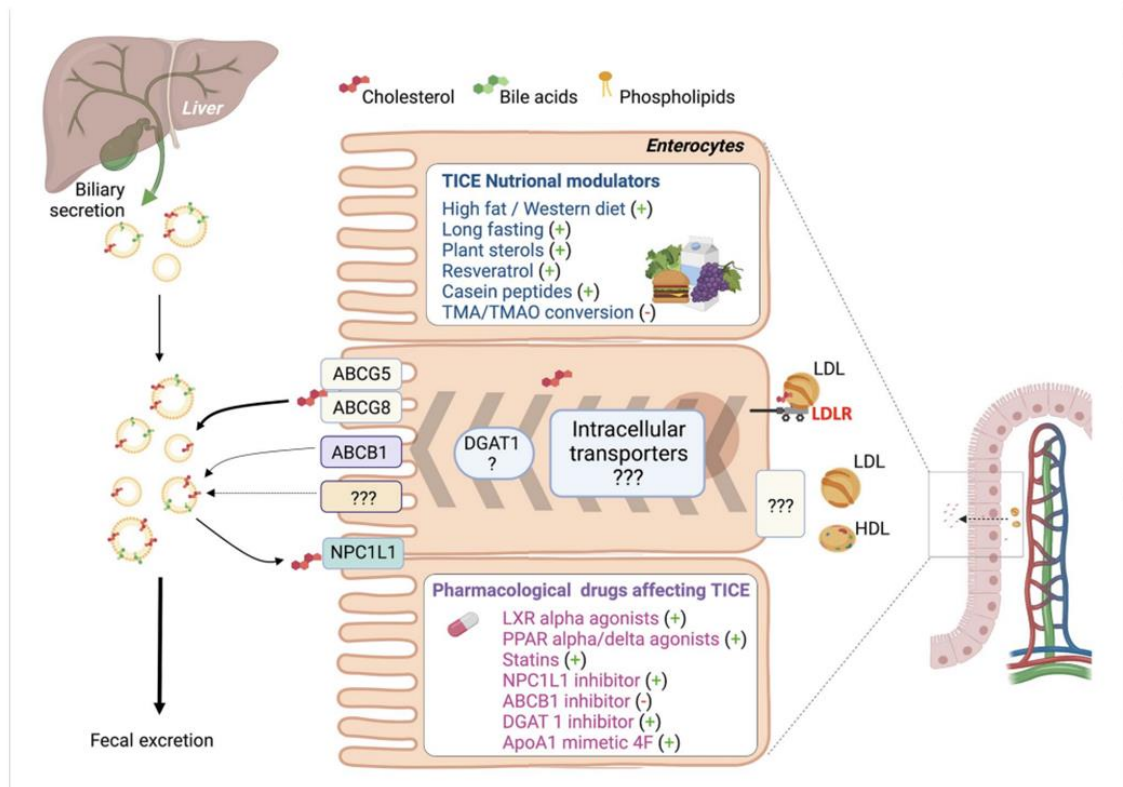 Liver
Cholesterol
Bile acids
Phospholipids
Biliary
secretion
Enterocytes
TICE Nutrional modulators
High fat / Western diet (+)
Long fasting (+)
Plant sterols (+)
Resveratrol (+)
Casein peptides (+)
TMA/TMAO conversion (-)
ABCG5
ABCG8
ABCB1
???
NPC1L1
DGAT1
?
Intracellular
transporters
???
LDL
LDLR
LDL
???
HDL
Pharmacological drugs affecting TICE
LXR alpha agonists (+)
PPAR alpha/delta agonists (+)
Statins (+)
NPC1L1 inhibitor (+)
ABCB1 inhibitor (-)
DGAT 1 inhibitor (+)
ApoA1 mimetic 4F (+)
Fecal excretion